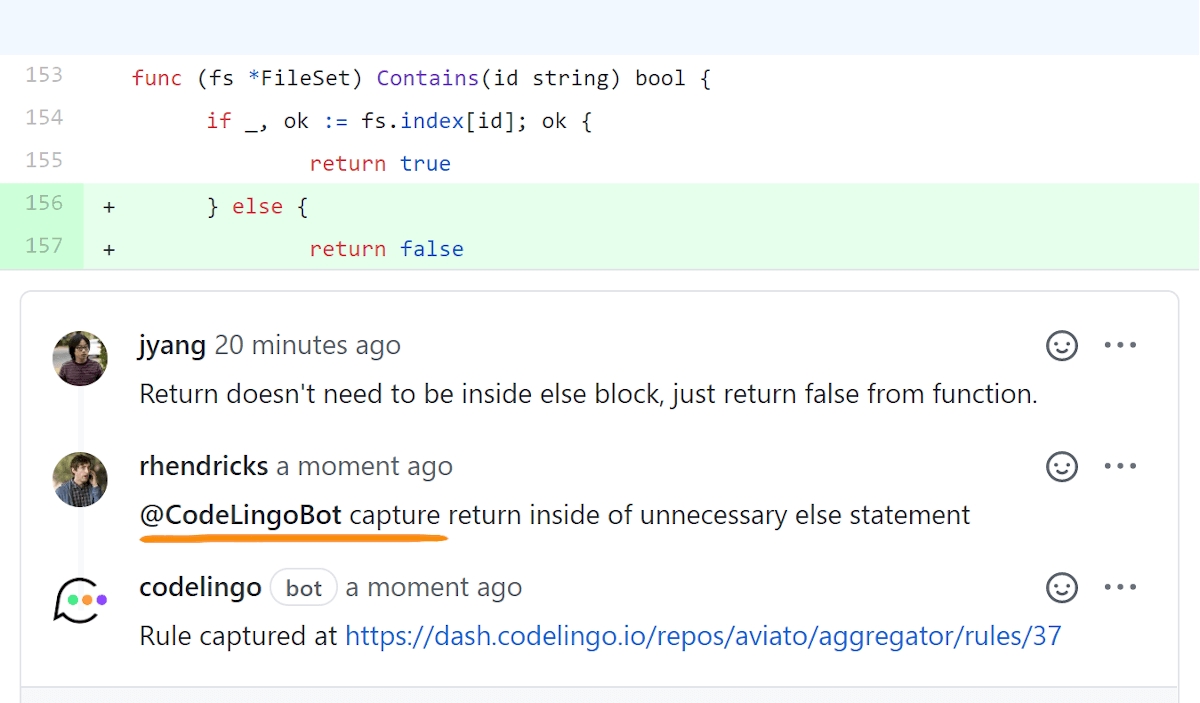 153 func (fs *FileSet) Contains(id string) bool {
154 if _, ok := fs.index[id]; ok {
155 return true
156 + } else {
157 + return false
jyang 20 minutes ago
Return doesn't need to be inside else block, just return false from function.
rhendricks a moment ago
@CodeLingoBot capture return inside of unnecessary else statement
codelingo bot a moment ago
Rule captured at https://dash.codelingo.io/repos/aviato/aggregator/rules/37